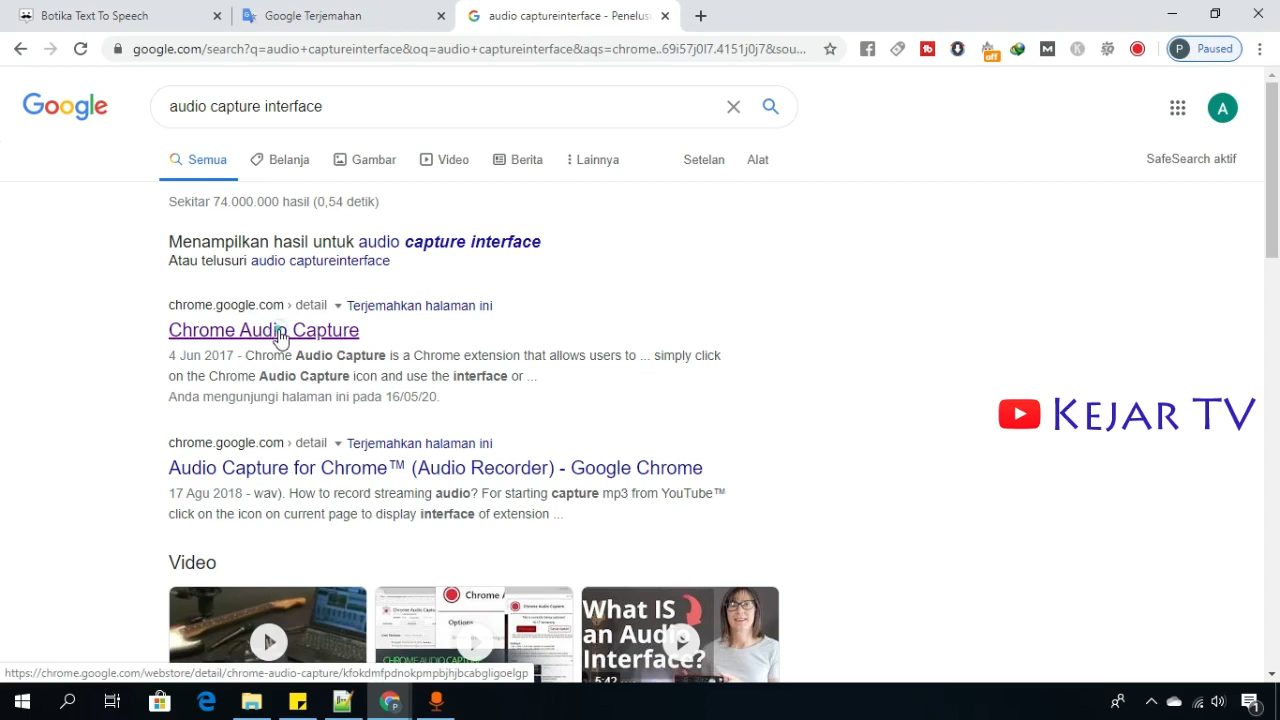 Botika Text To Speech
Google Terjemahan
audio captureinterface - Penelus
google.com/search?q=audio+captureinterface&oq=audio+captureinterface&aqs=chrome..69i57j0l7.4151j0j7&sou...
off
P Paused
Google
audio capture interface
A
Semua
Belanja
Gambar
Video
Berita
Lainnya
Setelan
Alat
SafeSearch aktif
Sekitar 74.000.000 hasil (0,54 detik)
Menampilkan hasil untuk audio capture interface
Atau telusuri audio captureinterface
chrome.google.com › detail ▾ Terjemahkan halaman ini
Chrome Audio Capture
4 Jun 2017 - Chrome Audio Capture is a Chrome extension that allows users to ... simply click
on the Chrome Audio Capture icon and use the interface or ...
Anda mengunjungi halaman ini pada 16/05/20.
KEJAR TV
chrome.google.com › detail ▾ Terjemahkan halaman ini
Audio Capture for Chrome™ (Audio Recorder) - Google Chrome
17 Agu 2018 - wav). How to record streaming audio? For starting capture mp3 from YouTube™
click on the icon on current page to display interface of extension ...
Video
Chrome A
Options
CHROME AUDIO CAPTURE
What IS
an Audio
Interface?
5:42
https://chrome.google.com/webstore/detail/chrome-audio-capture/kfokdmfpdnokpmpbjhjbcabgligoelgp